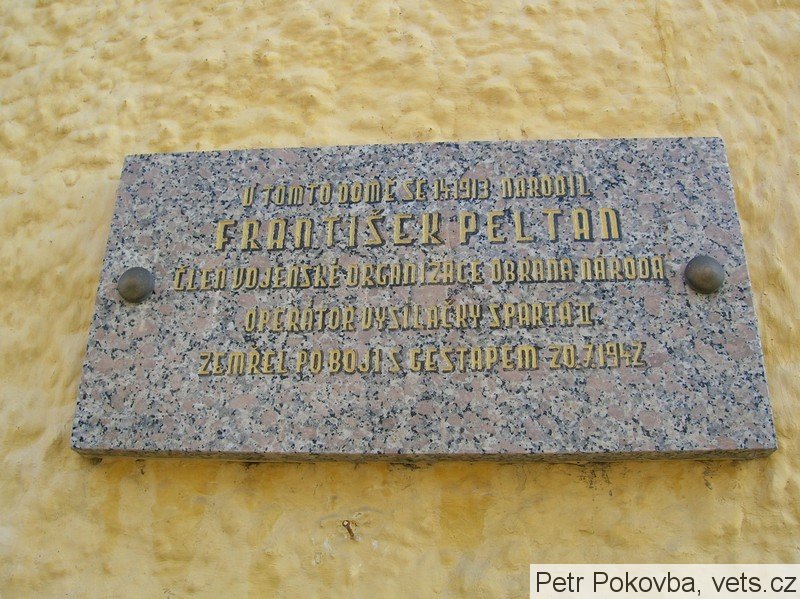 V TOMTO DOMĚ SE 1.4.1913 NARODIL
FRANTIŠEK PELTAN
ČLEN VOJENSKÉ ORGANIZACE OBRANA NÁRODA
OPERÁTOR VYSÍLAČKY SPARTA II
ZEMŘEL PO BOJI S GESTAPEM 20.7.1942
Petr Pokovba, vets.cz